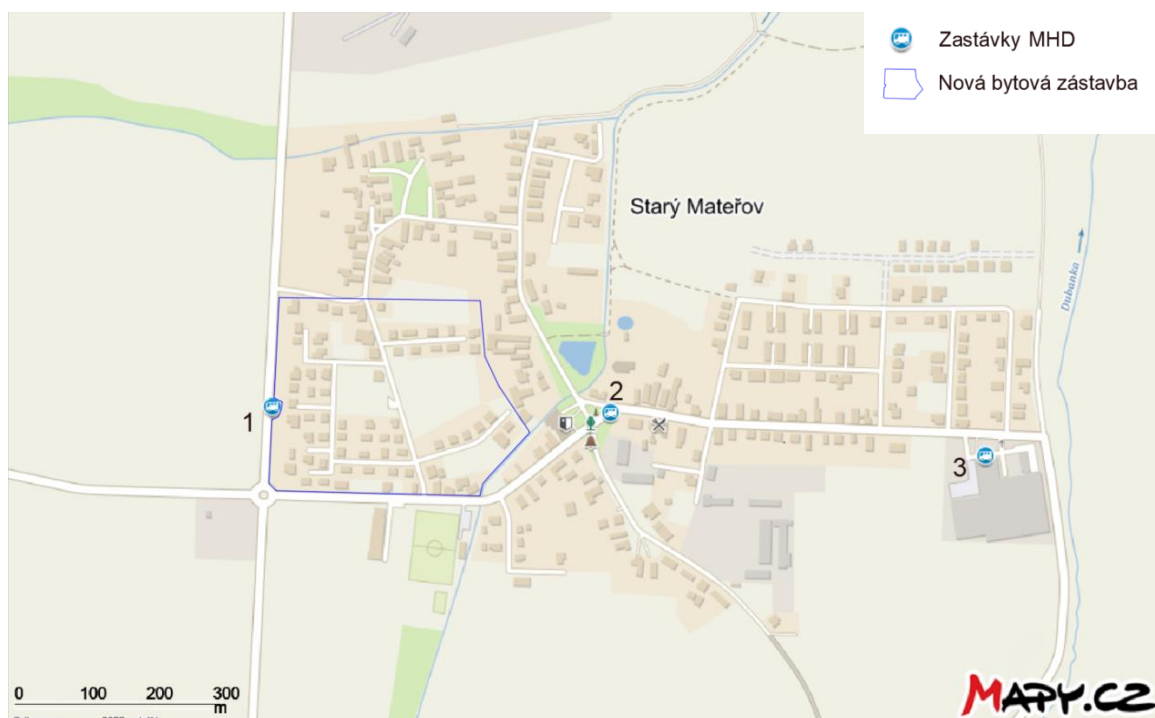 Zastávky MHD
Nová bytová zástavba
Starý Mateřov
Dubanka
1
2
3
0 100 200 300
m
MAPY.CZ